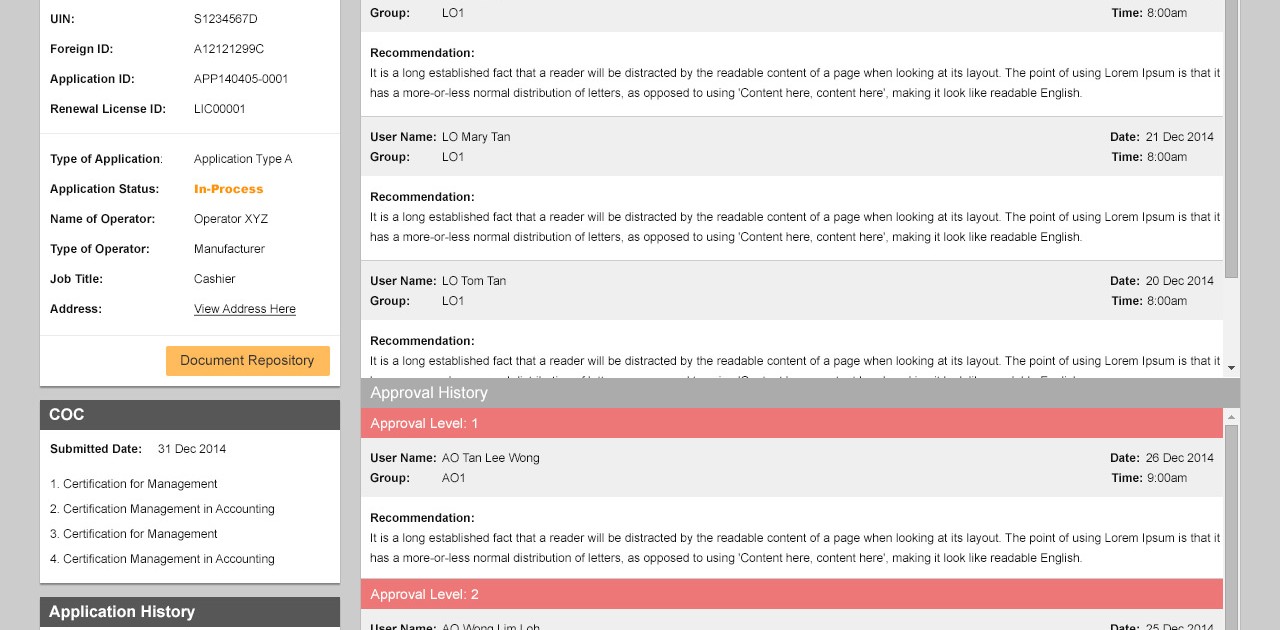 UIN: S1234567D
Foreign ID: A12121299C
Application ID: APP140405-0001
Renewal License ID: LIC00001
Type of Application: Application Type A
Application Status: In-Process
Name of Operator: Operator XYZ
Type of Operator: Manufacturer
Job Title: Cashier
Address: View Address Here
Document Repository
COC
Submitted Date: 31 Dec 2014
1. Certification for Management
2. Certification Management in Accounting
3. Certification for Management
4. Certification Management in Accounting
Application History
Group: LO1 Time: 8:00am
Recommendation:
It is a long established fact that a reader will be distracted by the readable content of a page when looking at its layout. The point of using Lorem Ipsum is that it
has a more-or-less normal distribution of letters, as opposed to using 'Content here, content here', making it look like readable English.
User Name: LO Mary Tan Date: 21 Dec 2014
Group: LO1 Time: 8:00am
Recommendation:
It is a long established fact that a reader will be distracted by the readable content of a page when looking at its layout. The point of using Lorem Ipsum is that it
has a more-or-less normal distribution of letters, as opposed to using 'Content here, content here', making it look like readable English.
User Name: LO Tom Tan Date: 20 Dec 2014
Group: LO1 Time: 8:00am
Recommendation:
It is a long established fact that a reader will be distracted by the readable content of a page when looking at its layout. The point of using Lorem Ipsum is that it
Approval History
Approval Level: 1
User Name: AO Tan Lee Wong Date: 26 Dec 2014
Group: AO1 Time: 9:00am
Recommendation:
It is a long established fact that a reader will be distracted by the readable content of a page when looking at its layout. The point of using Lorem Ipsum is that it
has a more-or-less normal distribution of letters, as opposed to using 'Content here, content here', making it look like readable English.
Approval Level: 2
User Name: AO Wong Lim Loh Date: 25 Dec 2014